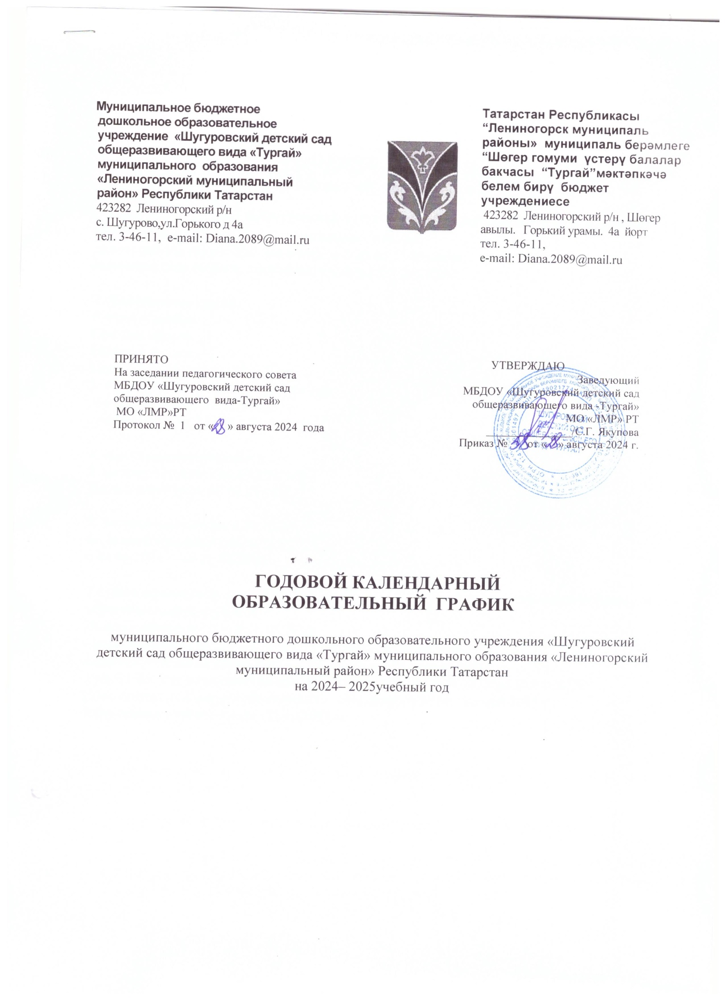 Муниципальное бюджетное
дошкольное образовательное
учреждение «Шугуровский детский сад
общеразвивающего вида «Тургай»
муниципального образования
«Лениногорский муниципальный
район» Республики Татарстан
423282 Лениногорский р/н
с. Шугурово,ул.Горького д 4а
тел. 3-46-11, e-mail: Diana.2089@mail.ru
Татарстан Республикасы
“Лениногорск муниципаль
районы» муниципаль берәмлеге
“Шөгер гомуми үстерү балалар
бакчасы “Тургай”мәктәпкәчә
белем бирү бюджет
учреждениесе
423282 Лениногорский р/н , Шөгер
авылы. Горький урамы. 4а йорт
тел. 3-46-11,
e-mail: Diana.2089@mail.ru
ПРИНЯТО
На заседании педагогического совета
МБДОУ «Шугуровский детский сад
общеразвивающего вида-Тургай»
МО «ЛМР»РТ
Протокол № 1 от «28» августа 2024 года
УТВЕРЖДАЮ
Заведующий
МБДОУ «Шугуровский детский сад
общеразвивающего вида -Тургай»
МО «ЛМР» РТ
/С.Г. Якупова
Приказ № 58 от «28» августа 2024 г.
ГОДОВОЙ КАЛЕНДАРНЫЙ
ОБРАЗОВАТЕЛЬНЫЙ ГРАФИК
муниципального бюджетного дошкольного образовательного учреждения «Шугуровский
детский сад общеразвивающего вида «Тургай» муниципального образования «Лениногорский
муниципальный район» Республики Татарстан
на 2024– 2025учебный год